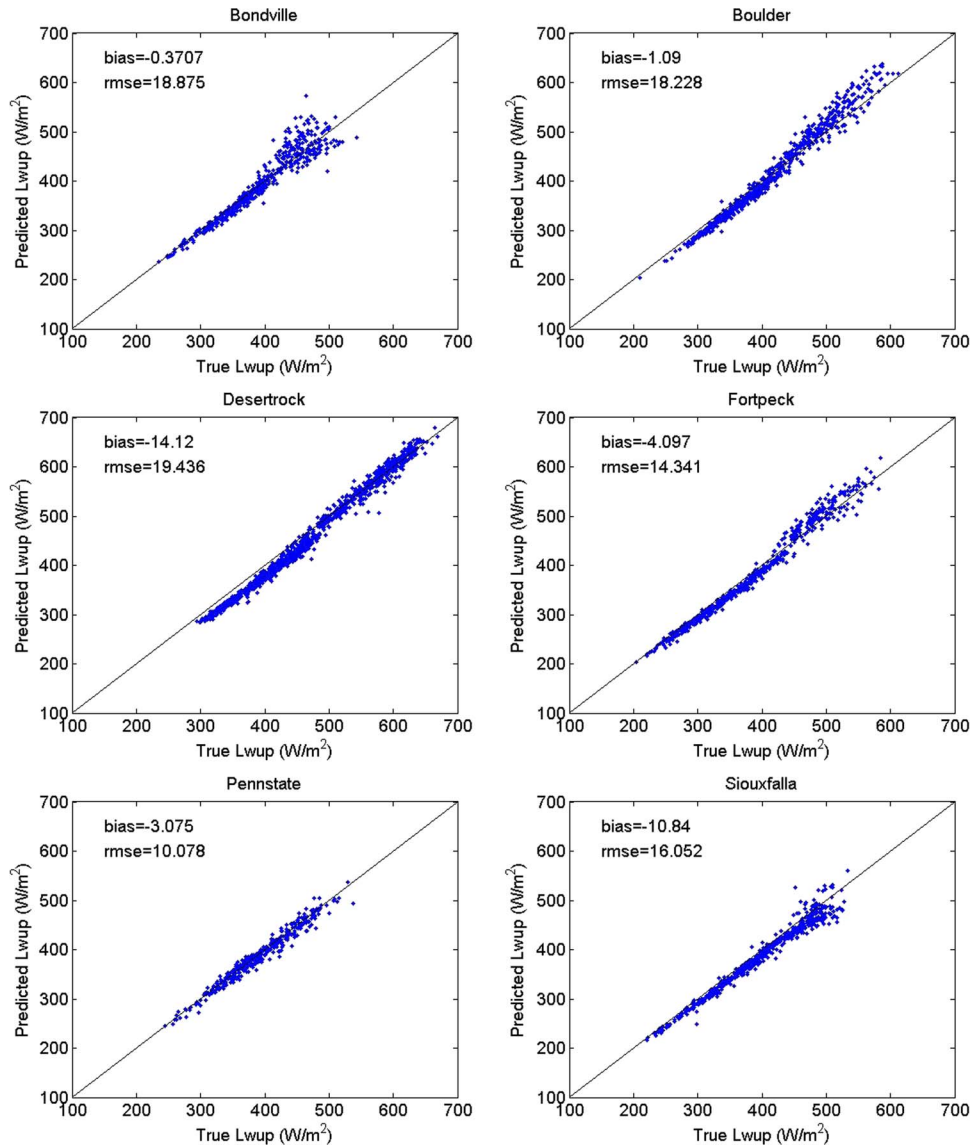 Bondville
bias=-0.3707
rmse=18.875
Predicted Lwup (W/m²)
700
600
500
400
300
200
100
100 200 300 400 500 600 700
True Lwup (W/m²)
Boulder
bias=-1.09
rmse=18.228
Predicted Lwup (W/m²)
700
600
500
400
300
200
100
100 200 300 400 500 600 700
True Lwup (W/m²)
Desertrock
bias=-14.12
rmse=19.436
Predicted Lwup (W/m²)
700
600
500
400
300
200
100
100 200 300 400 500 600 700
True Lwup (W/m²)
Fortpeck
bias=-4.097
rmse=14.341
Predicted Lwup (W/m²)
700
600
500
400
300
200
100
100 200 300 400 500 600 700
True Lwup (W/m²)
Pennstate
bias=-3.075
rmse=10.078
Predicted Lwup (W/m²)
700
600
500
400
300
200
100
100 200 300 400 500 600 700
True Lwup (W/m²)
Siouxfalla
bias=-10.84
rmse=16.052
Predicted Lwup (W/m²)
700
600
500
400
300
200
100
100 200 300 400 500 600 700
True Lwup (W/m²)